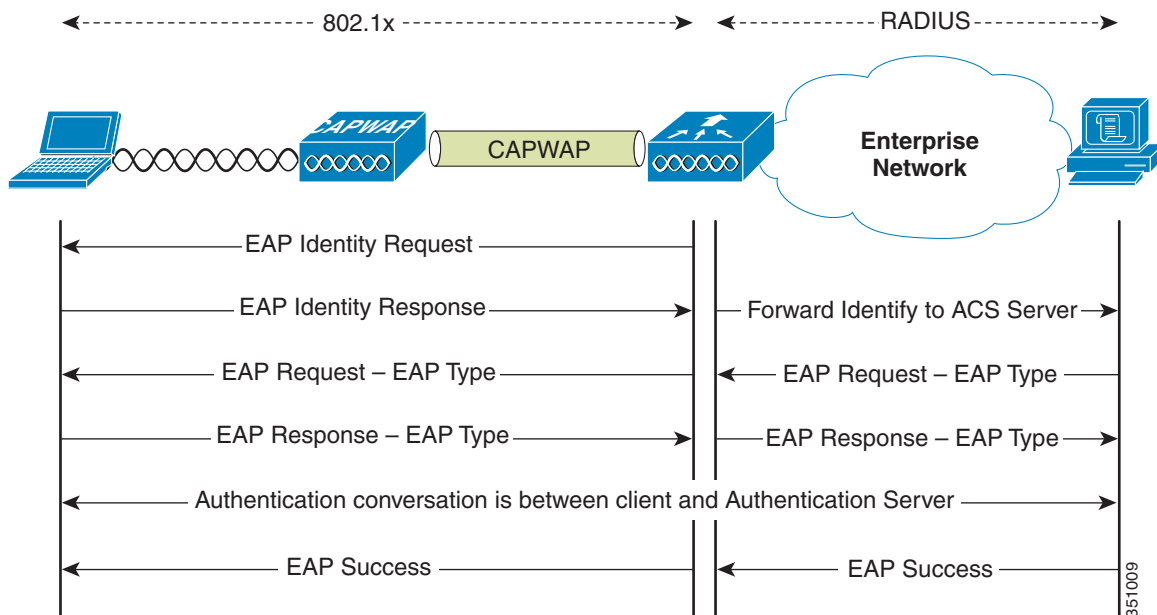 802.1x
RADIUS
CAPWAP
CAPWAP
Enterprise
Network
EAP Identity Request
EAP Identity Response
Forward Identify to ACS Server
EAP Request – EAP Type
EAP Request – EAP Type
EAP Response – EAP Type
EAP Response – EAP Type
Authentication conversation is between client and Authentication Server
EAP Success
EAP Success
351009